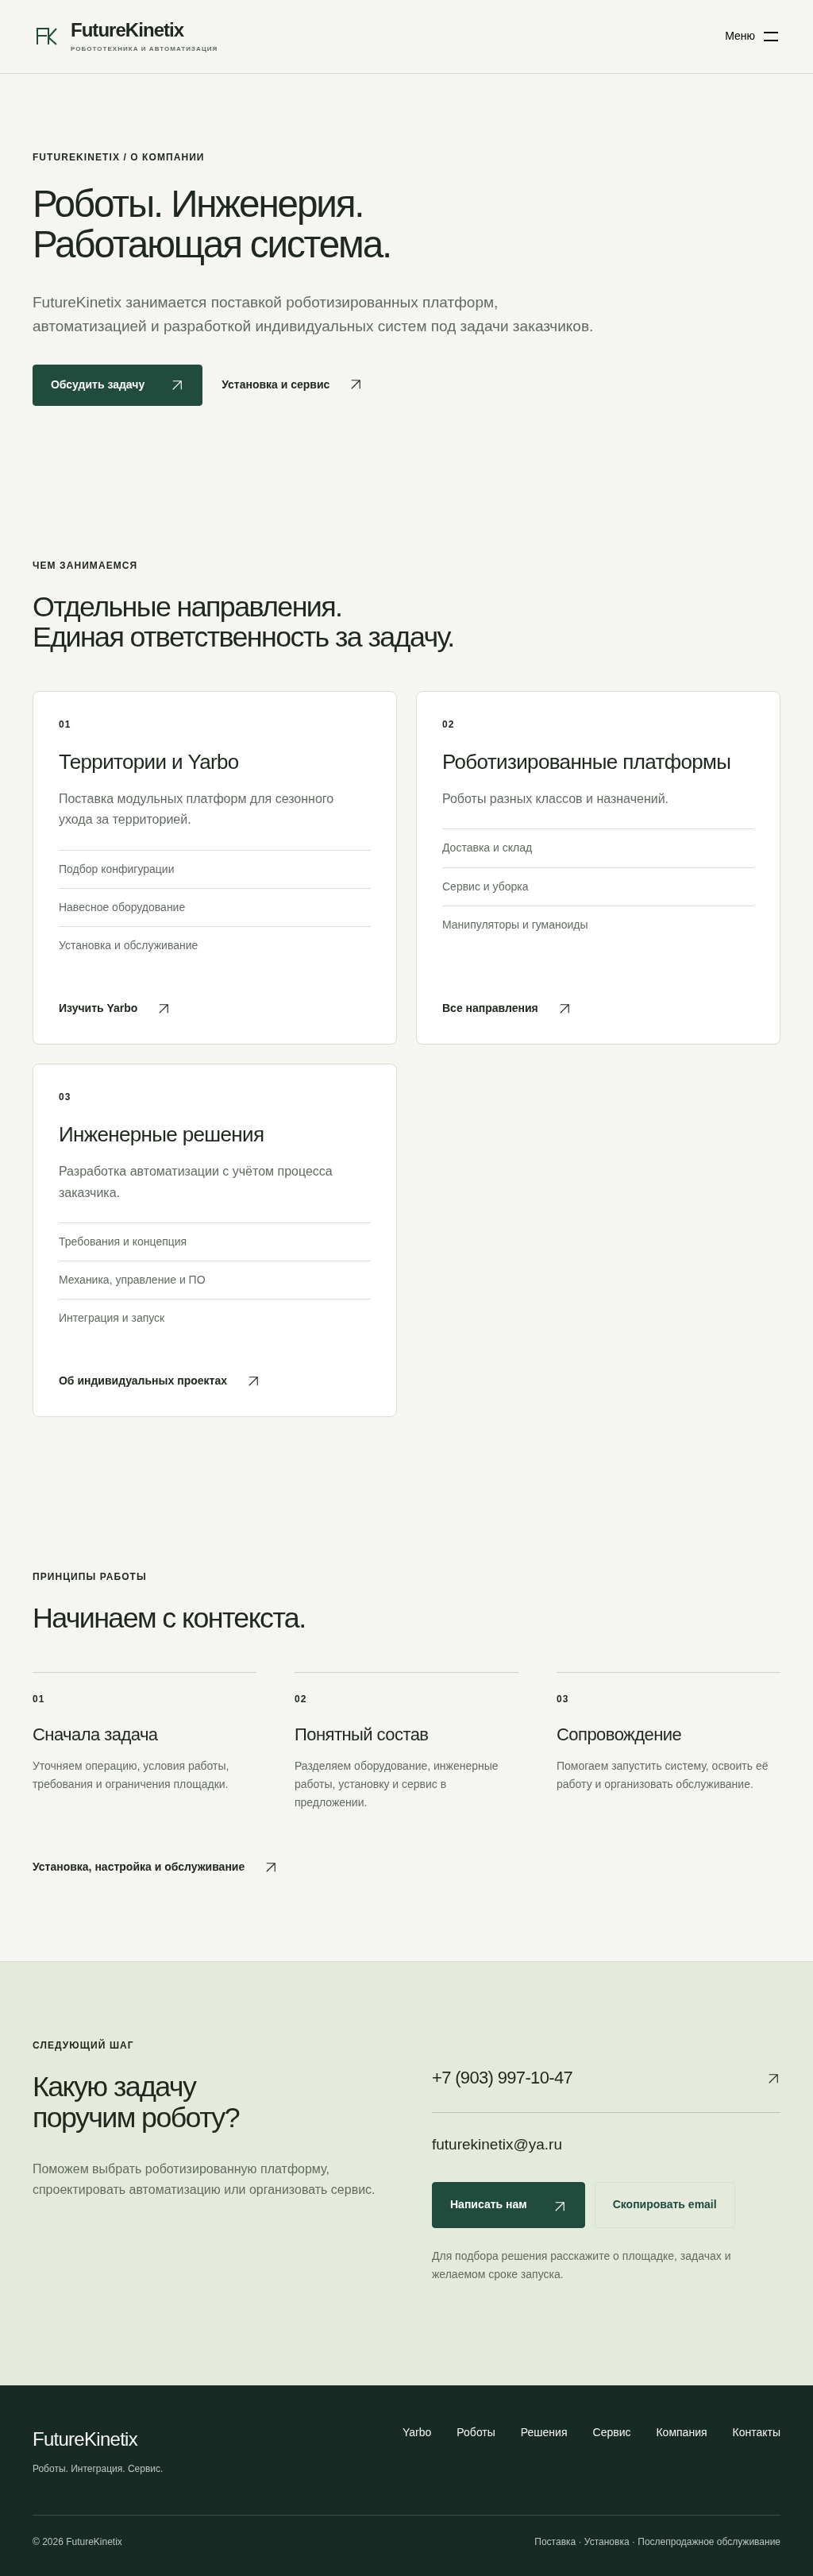 FutureKinetix
РОБОТОТЕХНИКА И АВТОМАТИЗАЦИЯ
Меню
FUTUREKINETIX / О КОМПАНИИ
Роботы. Инженерия.
Работающая система.
FutureKinetix занимается поставкой роботизированных платформ,
автоматизацией и разработкой индивидуальных систем под задачи заказчиков.
Обсудить задачу
Установка и сервис
ЧЕМ ЗАНИМАЕМСЯ
Отдельные направления.
Единая ответственность за задачу.
01
Территории и Yarbo
Поставка модульных платформ для сезонного
ухода за территорией.
Подбор конфигурации
Навесное оборудование
Установка и обслуживание
Изучить Yarbo
02
Роботизированные платформы
Роботы разных классов и назначений.
Доставка и склад
Сервис и уборка
Манипуляторы и гуманоиды
Все направления
03
Инженерные решения
Разработка автоматизации с учётом процесса
заказчика.
Требования и концепция
Механика, управление и ПО
Интеграция и запуск
Об индивидуальных проектах
ПРИНЦИПЫ РАБОТЫ
Начинаем с контекста.
01
Сначала задача
Уточняем операцию, условия работы,
требования и ограничения площадки.
02
Понятный состав
Разделяем оборудование, инженерные
работы, установку и сервис в
предложении.
03
Сопровождение
Помогаем запустить систему, освоить её
работу и организовать обслуживание.
Установка, настройка и обслуживание
СЛЕДУЮЩИЙ ШАГ
Какую задачу
поручим роботу?
Поможем выбрать роботизированную платформу,
спроектировать автоматизацию или организовать сервис.
+7 (903) 997-10-47
futurekinetix@ya.ru
Написать нам
Скопировать email
Для подбора решения расскажите о площадке, задачах и
желаемом сроке запуска.
FutureKinetix
Роботы. Интеграция. Сервис.
Yarbo
Роботы
Решения
Сервис
Компания
Контакты
© 2026 FutureKinetix
Поставка · Установка · Послепродажное обслуживание